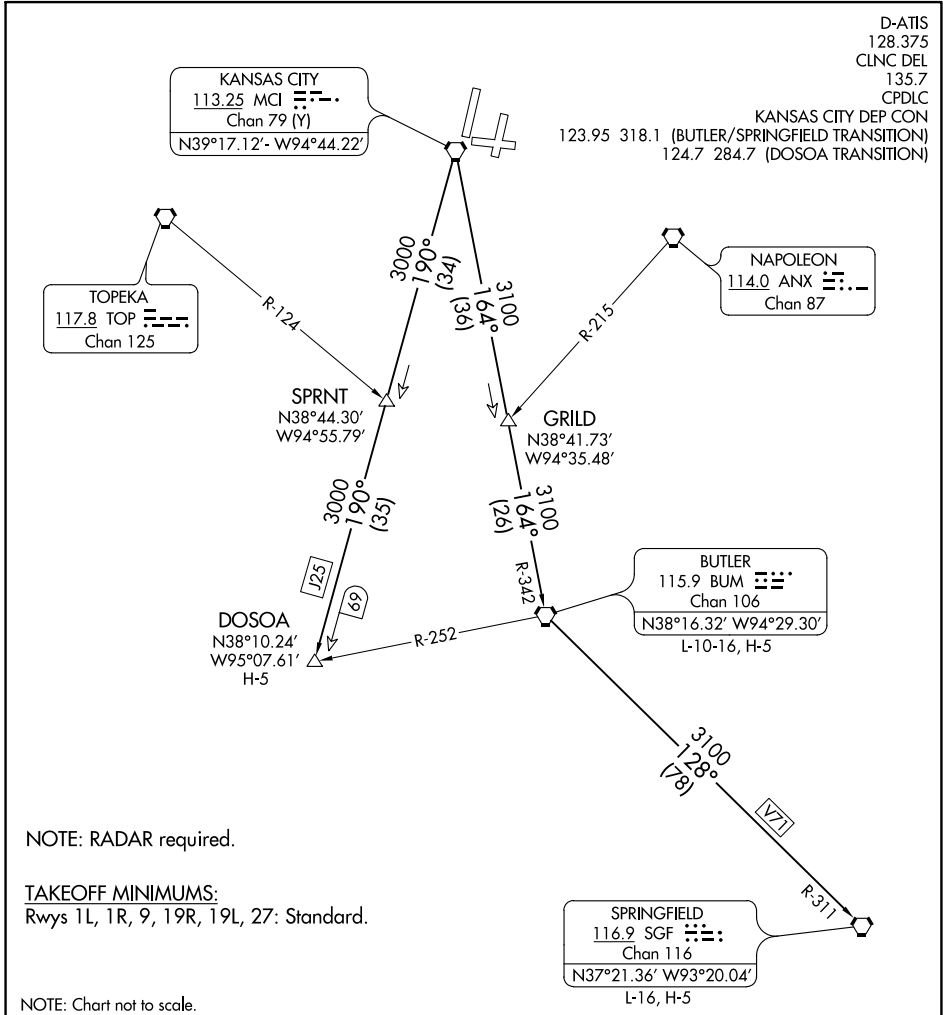 D-ATIS
128.375
CLNC DEL
135.7
CPDLC
KANSAS CITY DEP CON
123.95 318.1 (BUTLER/SPRINGFIELD TRANSITION)
124.7 284.7 (DOSOA TRANSITION)
KANSAS CITY
113.25 MCI
Chan 79 (Y)
N39°17.12'- W94°44.22'
TOPEKA
117.8 TOP
Chan 125
R-124
3000
190°
(34)
3100
164°
(36)
R-215
NAPOLEON
114.0 ANX
Chan 87
SPRNT
N38°44.30'
W94°55.79'
GRILD
N38°41.73'
W94°35.48'
3000
190°
(35)
3100
164°
(26)
J25
69
R-342
DOSOA
N38°10.24'
W95°07.61'
H-5
R-252
BUTLER
115.9 BUM
Chan 106
N38°16.32' W94°29.30'
L-10-16, H-5
3100
128°
(78)
V71
R-311
NOTE: RADAR required.
TAKEOFF MINIMUMS:
Rwys 1L, 1R, 9, 19R, 19L, 27: Standard.
SPRINGFIELD
116.9 SGF
Chan 116
N37°21.36' W93°20.04'
L-16, H-5
NOTE: Chart not to scale.